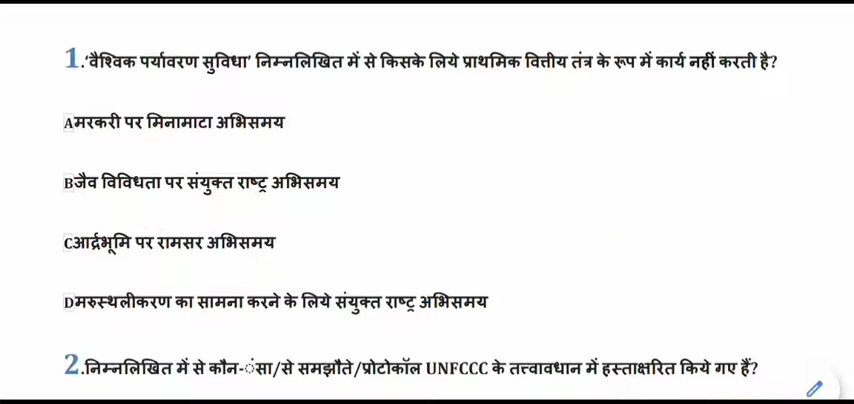 1.‘वैश्विक पर्यावरण सुविधा’ निम्नलिखित में से किसके लिये प्राथमिक वित्तीय तंत्र के रूप में कार्य नहीं करती है?
Aमरकरी पर मिनामाटा अभिसमय
Bजैव विविधता पर संयुक्त राष्ट्र अभिसमय
Cआर्द्रभूमि पर रामसर अभिसमय
Dमरुस्थलीकरण का सामना करने के लिये संयुक्त राष्ट्र अभिसमय
2.निम्नलिखित में से कौन-ंसा/से समझौते/प्रोटोकॉल UNFCCC के तत्त्वावधान में हस्ताक्षरित किये गए हैं?